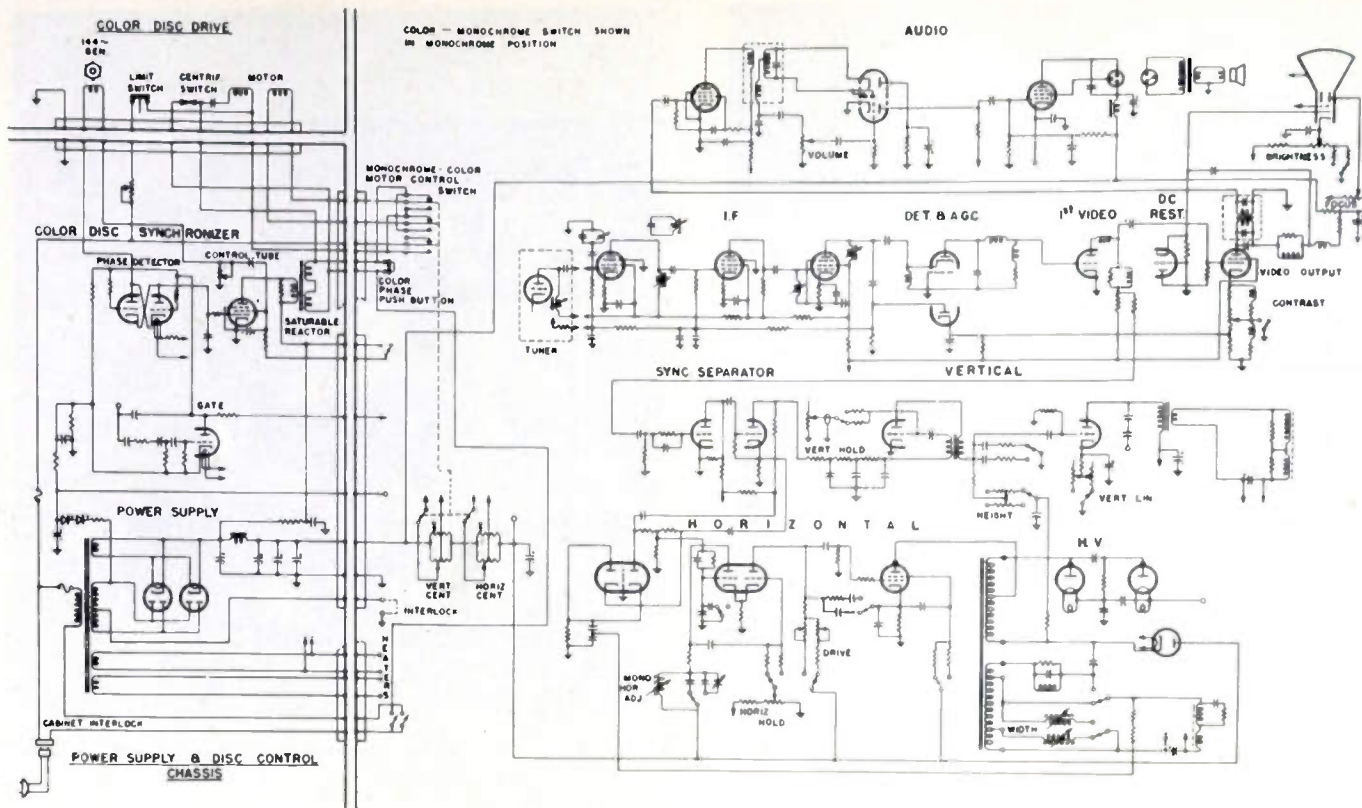 COLOR DISC DRIVE
144~
GEN.
LIMIT
SWITCH
CENTRIF.
SWITCH
MOTOR
COLOR — MONOCHROME SWITCH SHOWN
IN MONOCHROME POSITION
AUDIO
VOLUME
BRIGHTNESS
MONOCHROME-COLOR
MOTOR CONTROL
SWITCH
COLOR DISC SYNCHRONIZER
PHASE DETECTOR
CONTROL TUBE
SATURABLE
REACTOR
COLOR
PHASE
PUSH BUTTON
I.F.
DET. & AGC.
1st VIDEO
DC
REST.
FOCUS
VIDEO OUTPUT
CONTRAST
TUNER
SYNC SEPARATOR
VERTICAL
GATE
VERT HOLD
HEIGHT
VERT LIN
POWER SUPPLY
HORIZONTAL
H.V.
VERT
CENT
HORIZ
CENT
INTERLOCK
HEATERS
DRIVE
MONO
HOR
ADJ
HORIZ
HOLD
WIDTH
CABINET INTERLOCK
POWER SUPPLY & DISC CONTROL
CHASSIS